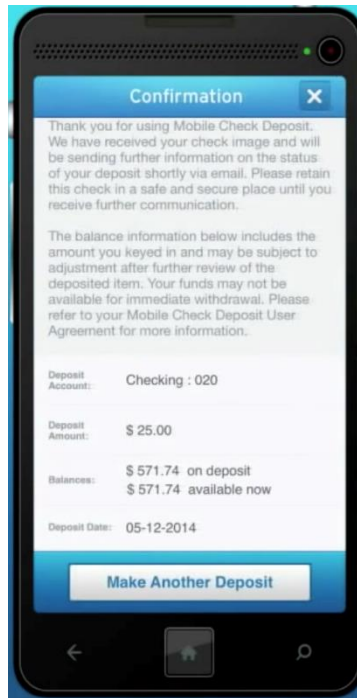 Confirmation
Thank you for using Mobile Check Deposit.
We have received your check image and will
be sending further information on the status
of your deposit shortly via email. Please retain
this check in a safe and secure place until you
receive further communication.
The balance information below includes the
amount you keyed in and may be subject to
adjustment after further review of the
deposited item. Your funds may not be
available for immediate withdrawal. Please
refer to your Mobile Check Deposit User
Agreement for more information.
Deposit
Account: Checking : 020
Deposit
Amount: $ 25.00
Balances: $ 571.74 on deposit
$ 571.74 available now
Deposit Date: 05-12-2014
Make Another Deposit